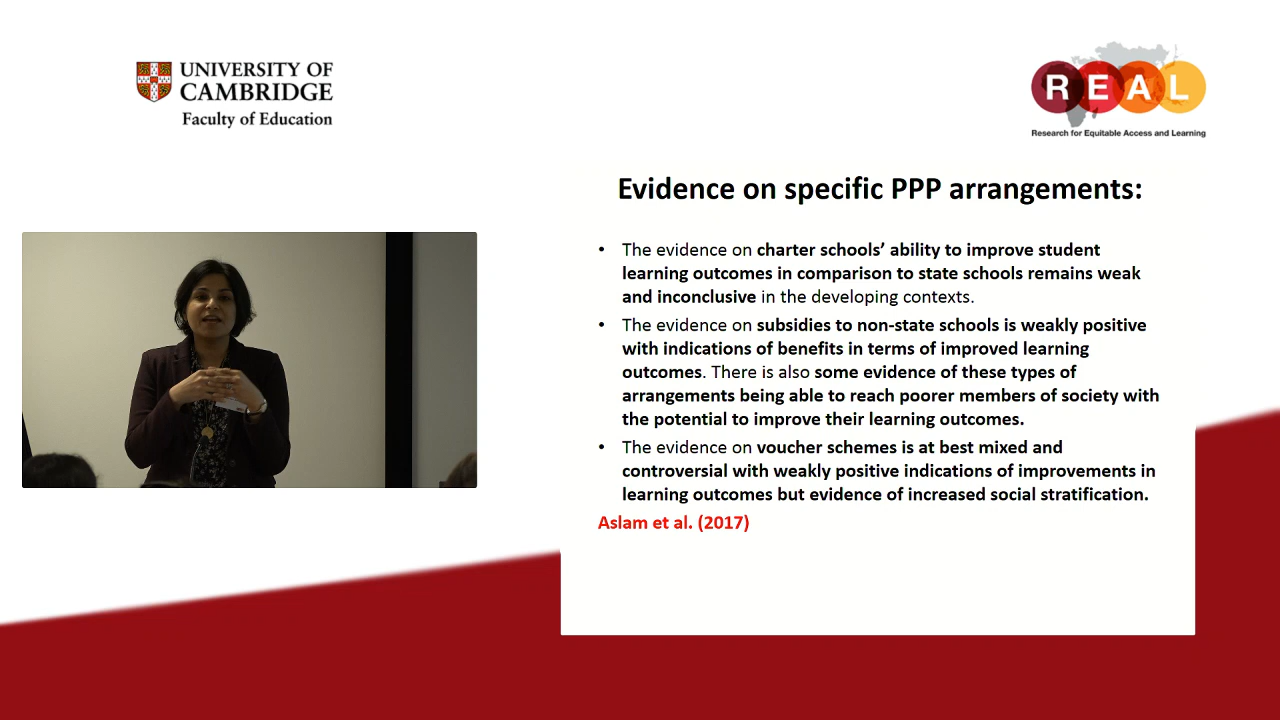 UNIVERSITY OF
CAMBRIDGE
Faculty of Education
R E A L
Research for Equitable Access and Learning
Evidence on specific PPP arrangements:
• The evidence on charter schools’ ability to improve student
learning outcomes in comparison to state schools remains weak
and inconclusive in the developing contexts.
• The evidence on subsidies to non-state schools is weakly positive
with indications of benefits in terms of improved learning
outcomes. There is also some evidence of these types of
arrangements being able to reach poorer members of society with
the potential to improve their learning outcomes.
• The evidence on voucher schemes is at best mixed and
controversial with weakly positive indications of improvements in
learning outcomes but evidence of increased social stratification.
Aslam et al. (2017)